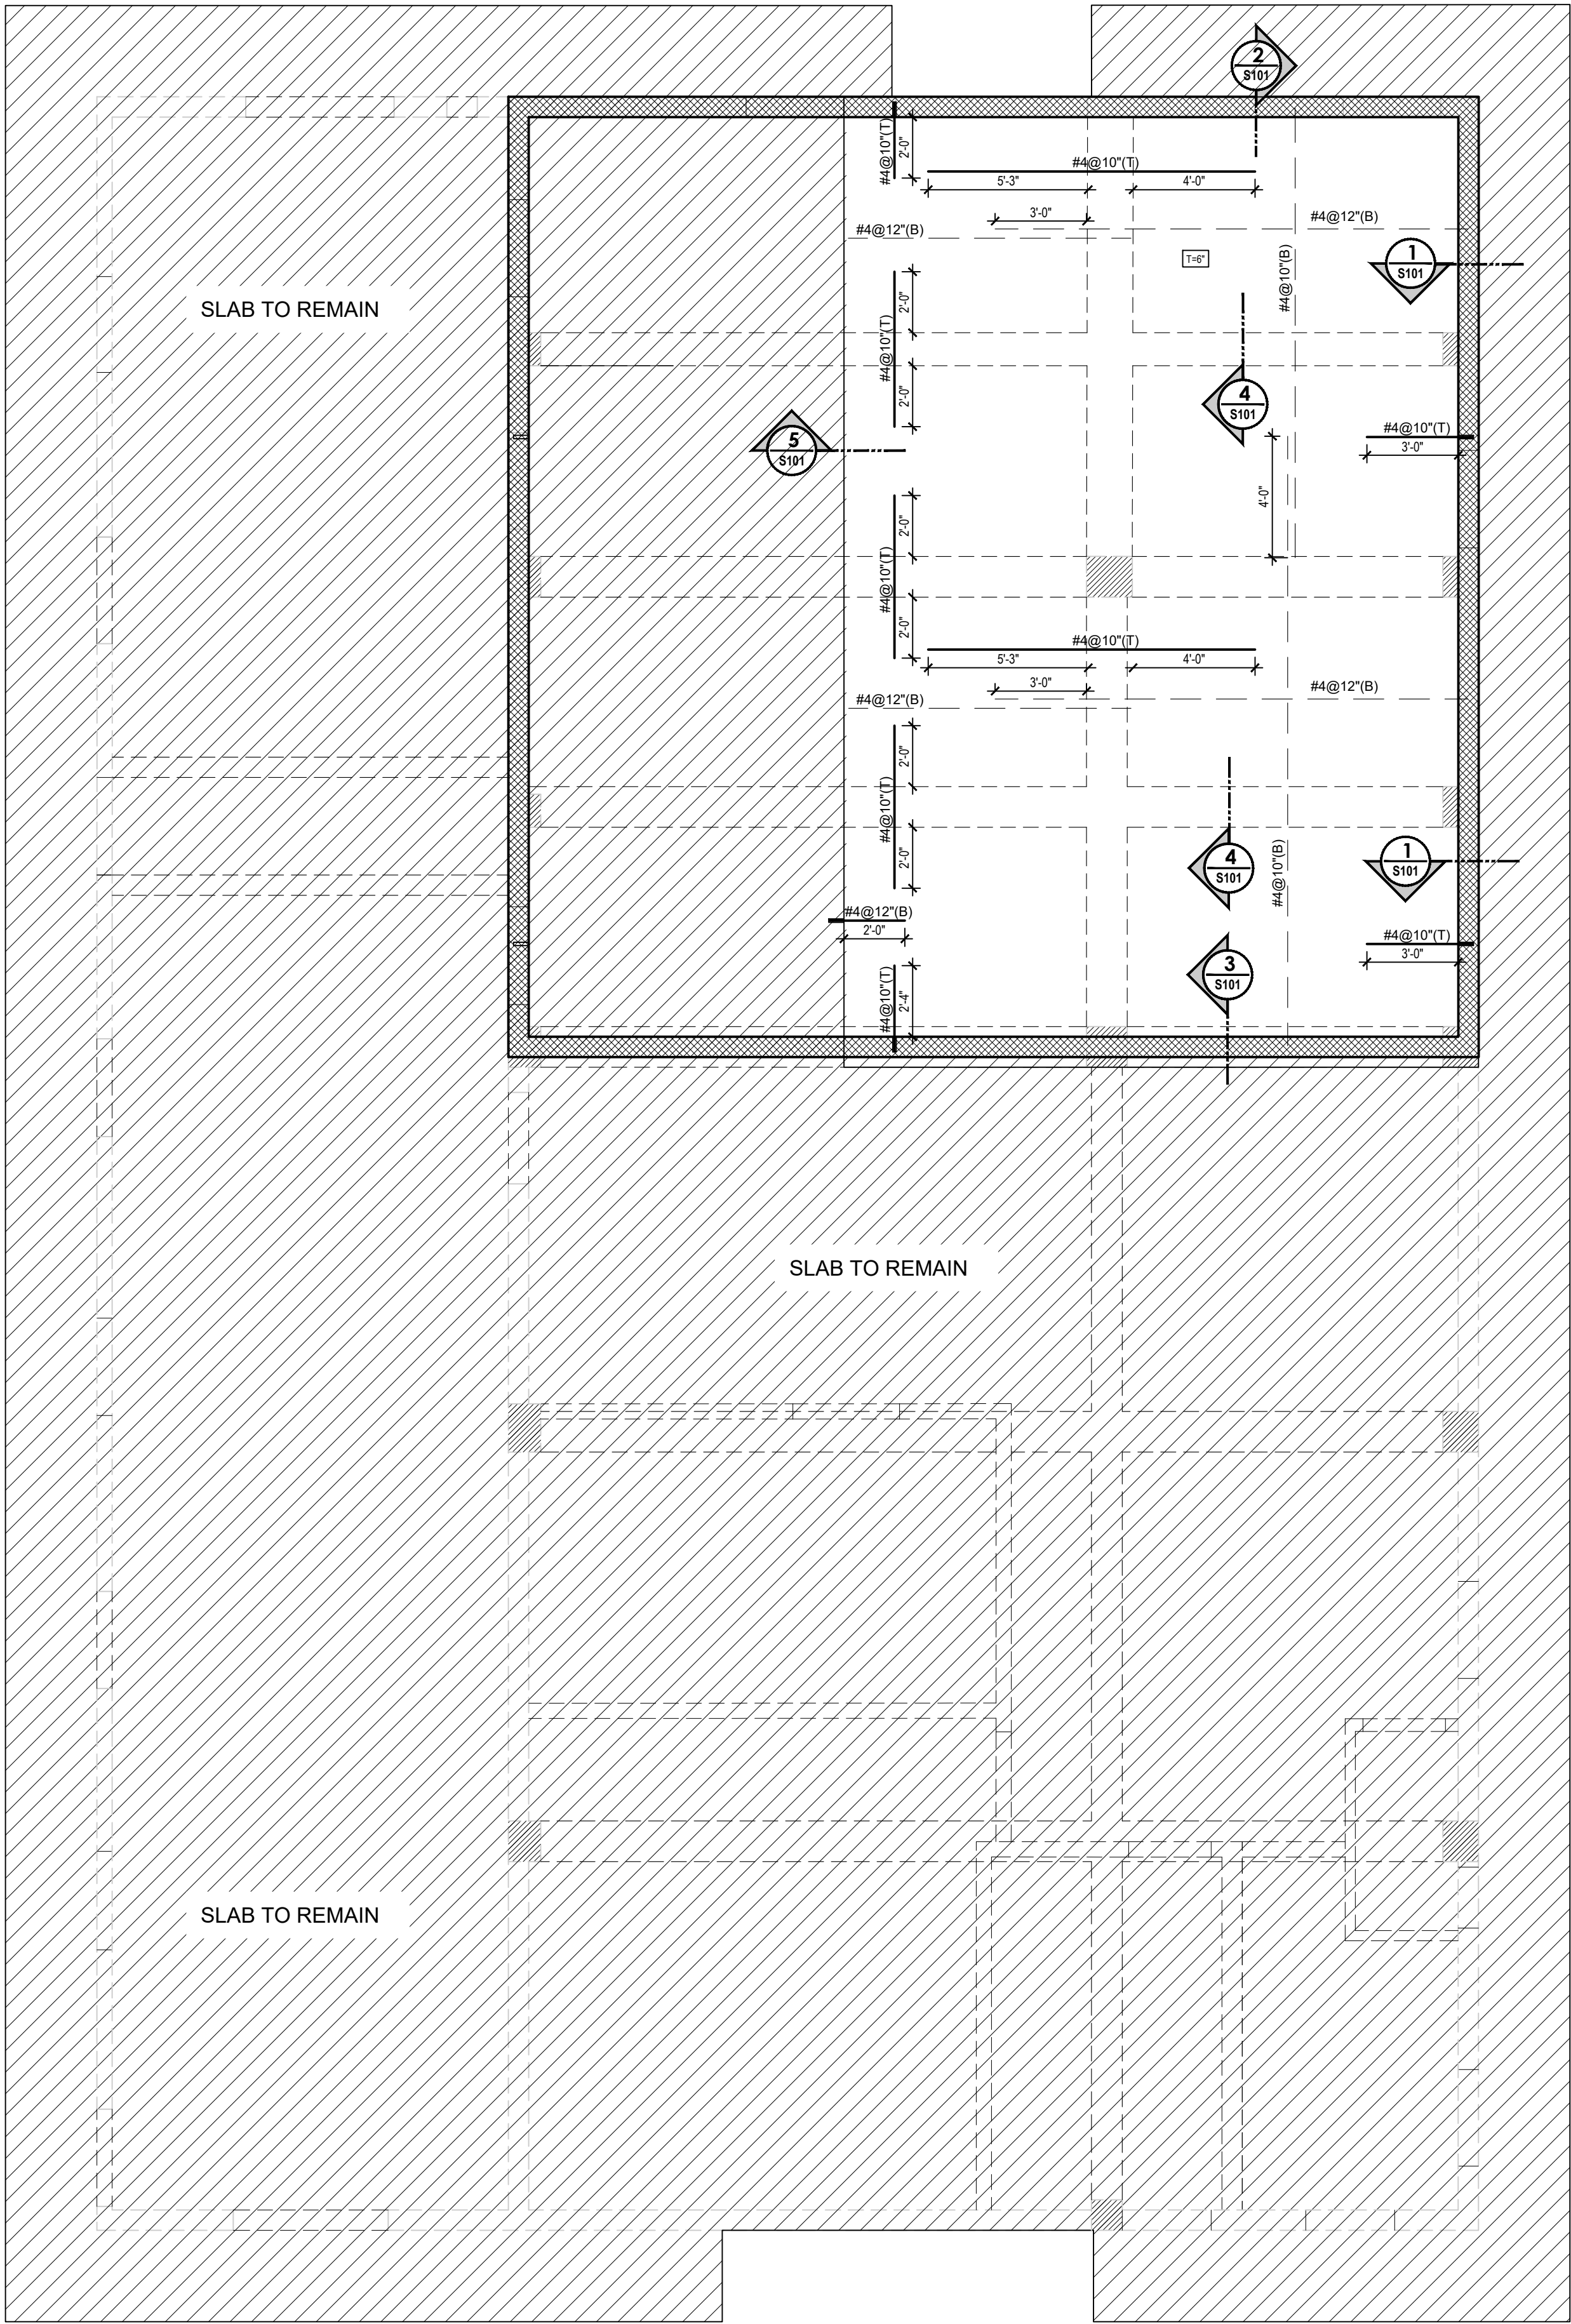 2
S101
#4@10"(T)
2'-0"
#4@10"(T)
5'-3"
4'-0"
3'-0"
#4@12"(B)
#4@12"(B)
T=6"
#4@10"(B)
1
S101
SLAB TO REMAIN
2'-0"
#4@10"(T)
2'-0"
4
S101
5
S101
#4@10"(T)
3'-0"
4'-0"
2'-0"
#4@10"(T)
2'-0"
#4@10"(T)
5'-3"
4'-0"
3'-0"
#4@12"(B)
#4@12"(B)
2'-0"
#4@10"(T)
2'-0"
4
S101
#4@10"(B)
1
S101
#4@12"(B)
2'-0"
#4@10"(T)
3'-0"
3
S101
#4@10"(T)
2'-4"
SLAB TO REMAIN
SLAB TO REMAIN